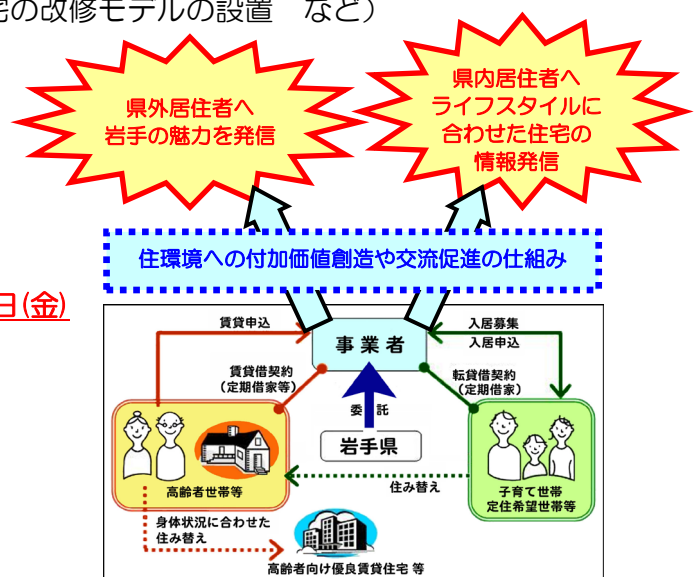 宅の改修モデルの設置　など）
県外居住者へ
岩手の魅力を発信
県内居住者へ
ライフスタイルに
合わせた住宅の
情報発信
住環境への付加価値創造や交流促進の仕組み
日(金)
賃貸申込
事業者
入居募集
入居申込
賃貸借契約
（定期借家等）
転貸借契約
（定期借家）
委託
岩手県
高齢者世帯等
住み替え
子育て世帯
定住希望世帯等
身体状況に合わせた
住み替え
高齢者向け優良賃貸住宅 等